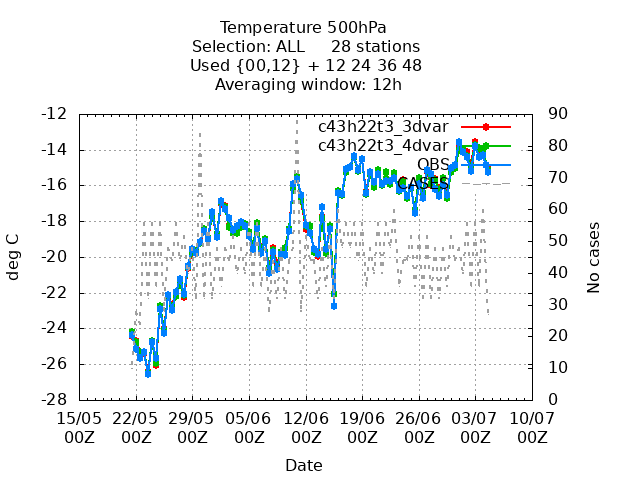 Temperature 500hPa
Selection: ALL 28 stations
Used {00,12} + 12 24 36 48
Averaging window: 12h
-12
-14
-16
-18
-20
-22
-24
-26
-28
deg C
90
80
70
60
50
40
30
20
10
0
No cases
c43h22t3_3dvar
c43h22t3_4dvar
OBS
CASES
15/05 22/05 29/05 05/06 12/06 19/06 26/06 03/07 10/07
00Z 00Z 00Z 00Z 00Z 00Z 00Z 00Z 00Z
Date